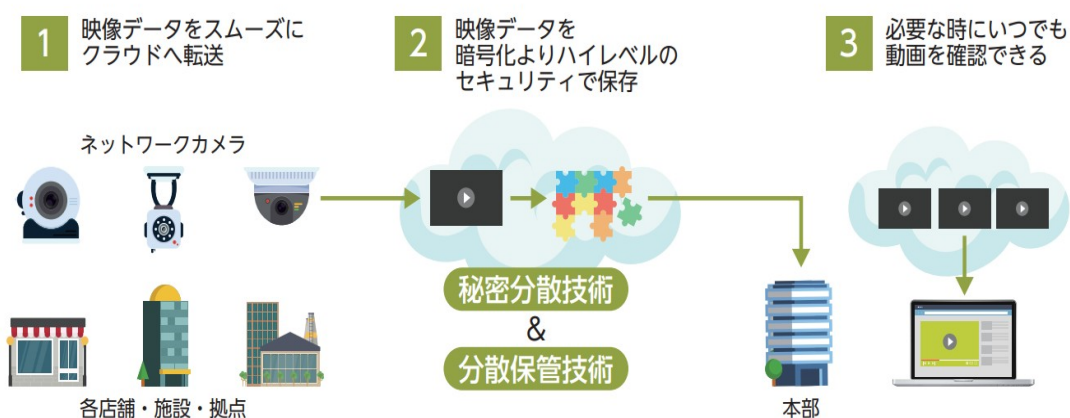 1
映像データをスムーズに
クラウドへ転送
ネットワークカメラ
各店舗・施設・拠点
2
映像データを
暗号化よりハイレベルの
セキュリティで保存
秘密分散技術
&
分散保管技術
本部
3
必要な時にいつでも
動画を確認できる